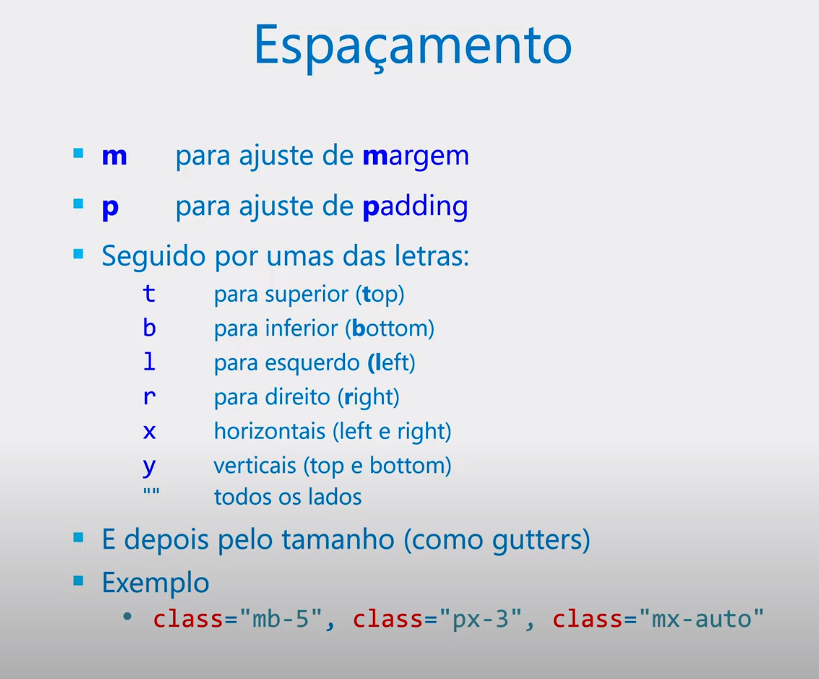 Espaçamento
m para ajuste de margem
p para ajuste de padding
Seguido por umas das letras:
t para superior (top)
b para inferior (bottom)
l para esquerdo (left)
r para direito (right)
x horizontais (left e right)
y verticais (top e bottom)
"" todos os lados
E depois pelo tamanho (como gutters)
Exemplo
class="mb-5", class="px-3", class="mx-auto"